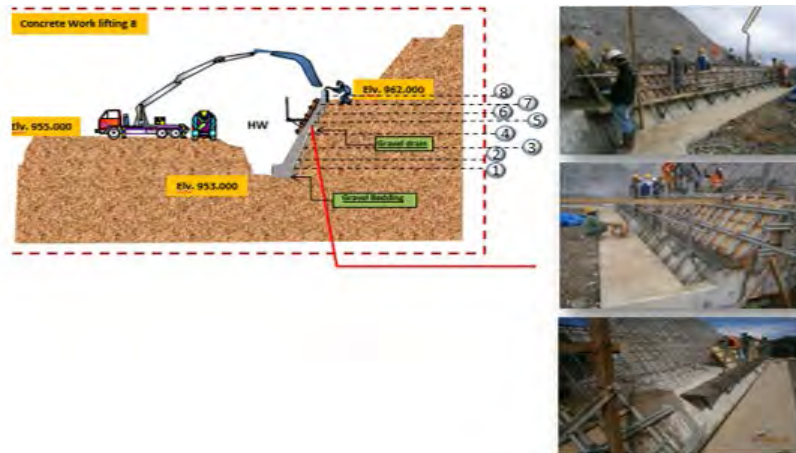 Concrete Work lifting 8
Elv. 962.000
8
7
6
5
4
3
2
1
HW
Elv. 955.000
Gravel drain
Elv. 953.000
Gravel Bedding